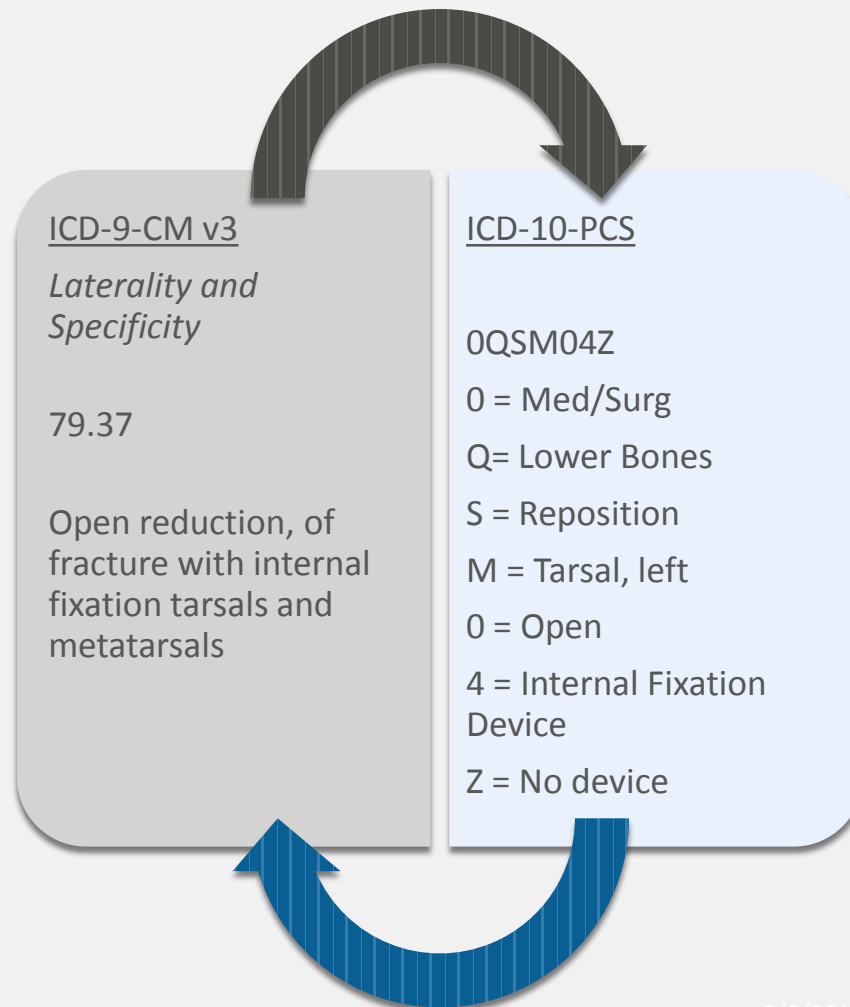 ICD-9-CM v3
Laterality and
Specificity
79.37
Open reduction, of
fracture with internal
fixation tarsals and
metatarsals
ICD-10-PCS
0QSM04Z
0 = Med/Surg
Q= Lower Bones
S = Reposition
M = Tarsal, left
0 = Open
4 = Internal Fixation
Device
Z = No device